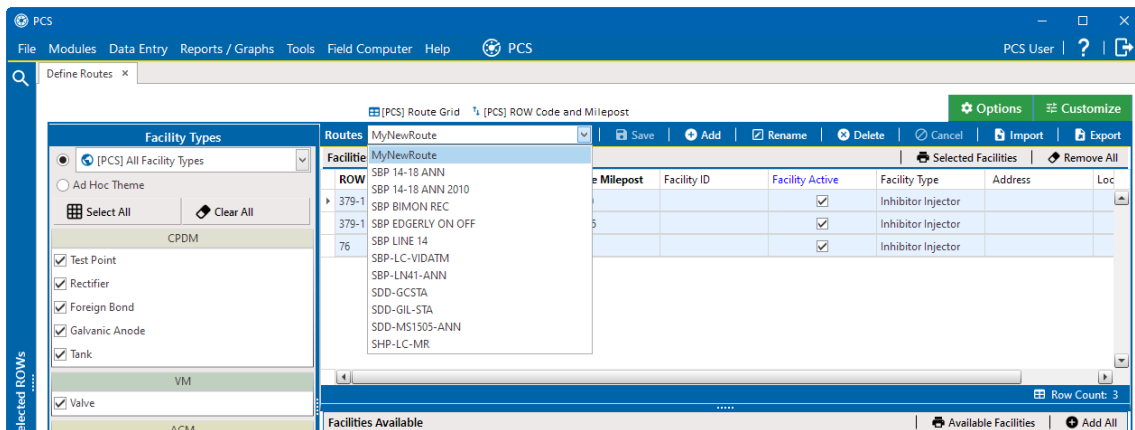 PCS
File Modules Data Entry Reports / Graphs Tools Field Computer Help PCS PCS User ?
Define Routes ×
[PCS] Route Grid [PCS] ROW Code and Milepost Options Customize
Facility Types Routes MyNewRoute Save Add Rename Delete Cancel Import Export
[PCS] All Facility Types
Ad Hoc Theme
Select All Clear All
CPDM
Test Point
Rectifier
Foreign Bond
Galvanic Anode
Tank
VM
Valve
MyNewRoute
SBP 14-18 ANN
SBP 14-18 ANN 2010
SBP BIMON REC
SBP EDGERLY ON OFF
SBP LINE 14
SBP-LC-VIDATM
SBP-LN41-ANN
SDD-GCSTA
SDD-GIL-STA
SDD-MS1505-ANN
SHP-LC-MR
Selected Facilities Remove All
ROW Milepost Facility ID Facility Active Facility Type Address Loc
379-1 Inhibitor Injector
379-1 Inhibitor Injector
76 Inhibitor Injector
Row Count: 3
Facilities Available Available Facilities Add All
ROWs